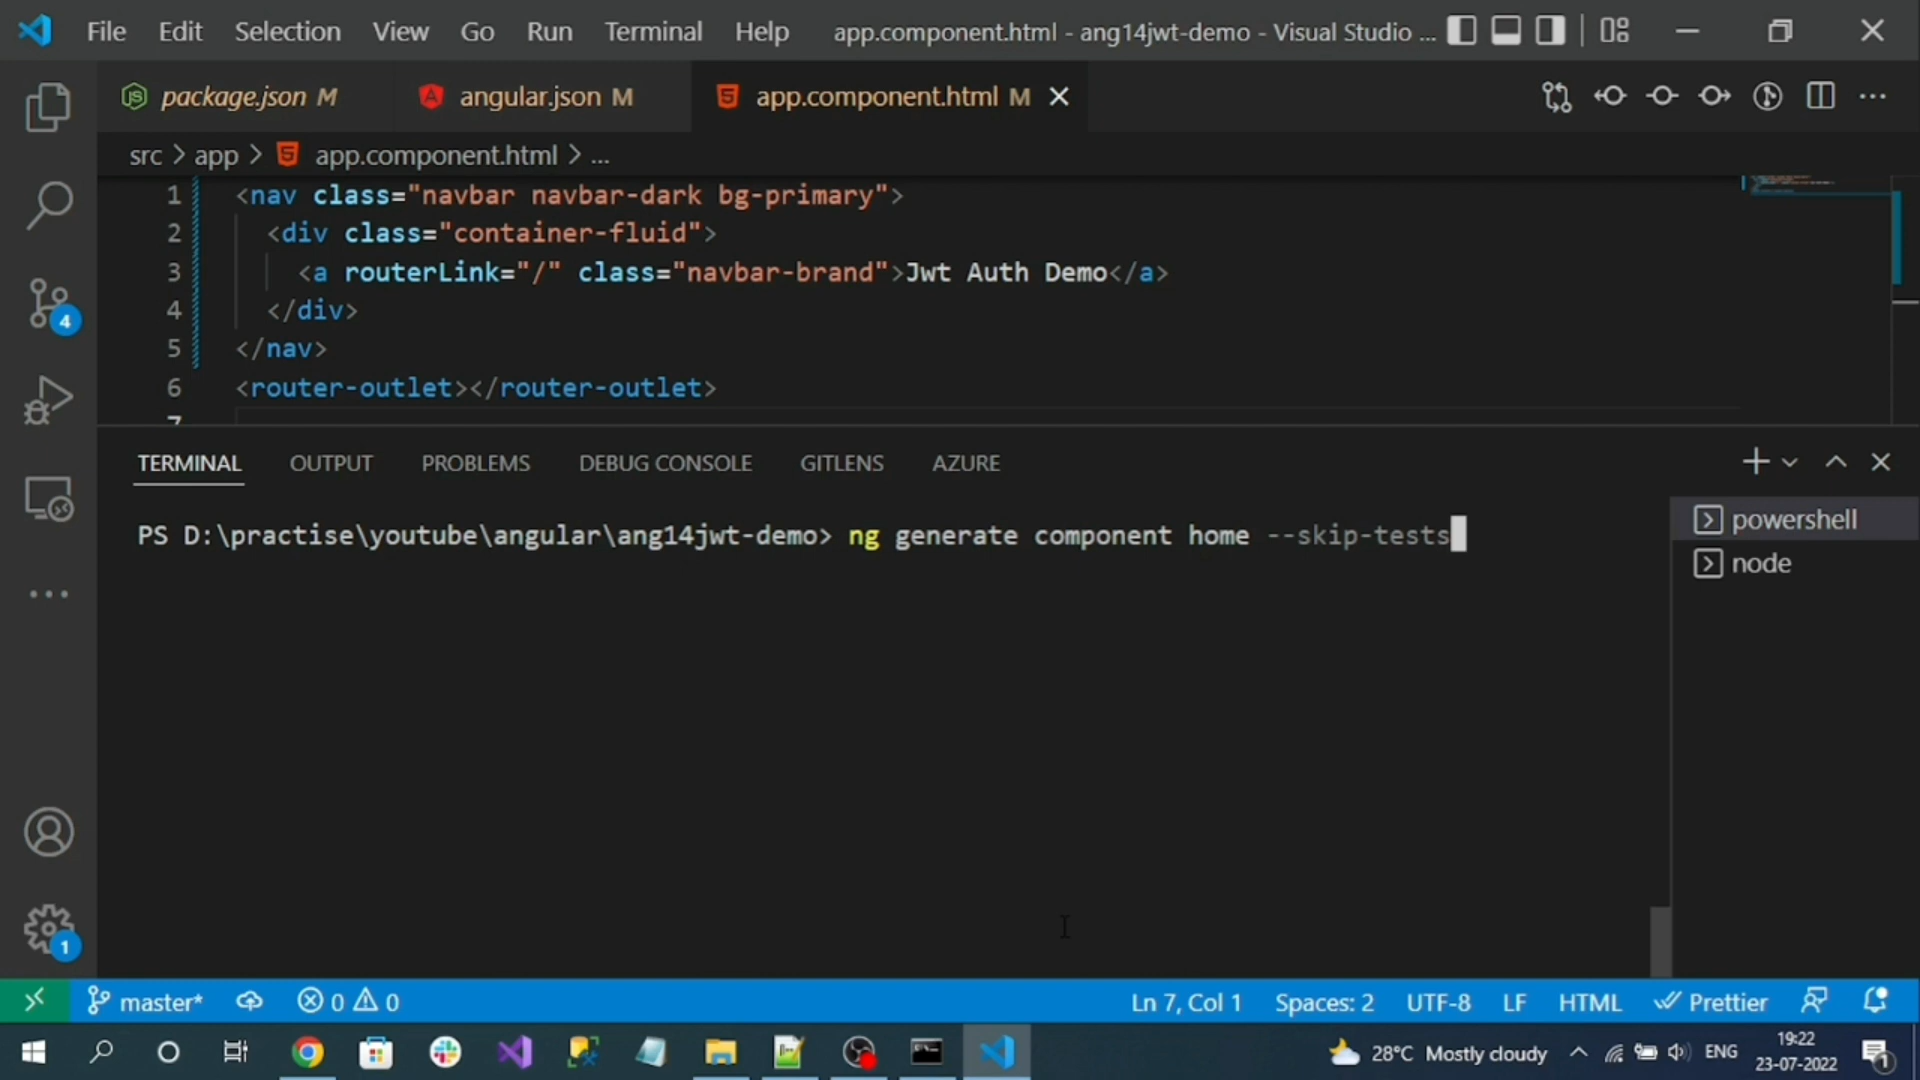 File Edit Selection View Go Run Terminal Help app.component.html - ang14jwt-demo - Visual Studio ...
package.json M angular.json M app.component.html M
src > app > app.component.html > ...
1 <nav class="navbar navbar-dark bg-primary">
2 <div class="container-fluid">
3 <a routerLink="/" class="navbar-brand">Jwt Auth Demo</a>
4 </div>
5 </nav>
6 <router-outlet></router-outlet>
7
TERMINAL OUTPUT PROBLEMS DEBUG CONSOLE GITLENS AZURE
PS D:\practise\youtube\angular\ang14jwt-demo> ng generate component home --skip-tests
powershell
node
4
1
master* 0 0 Ln 7, Col 1 Spaces: 2 UTF-8 LF HTML Prettier
28°C Mostly cloudy ENG 19:22
23-07-2022 1